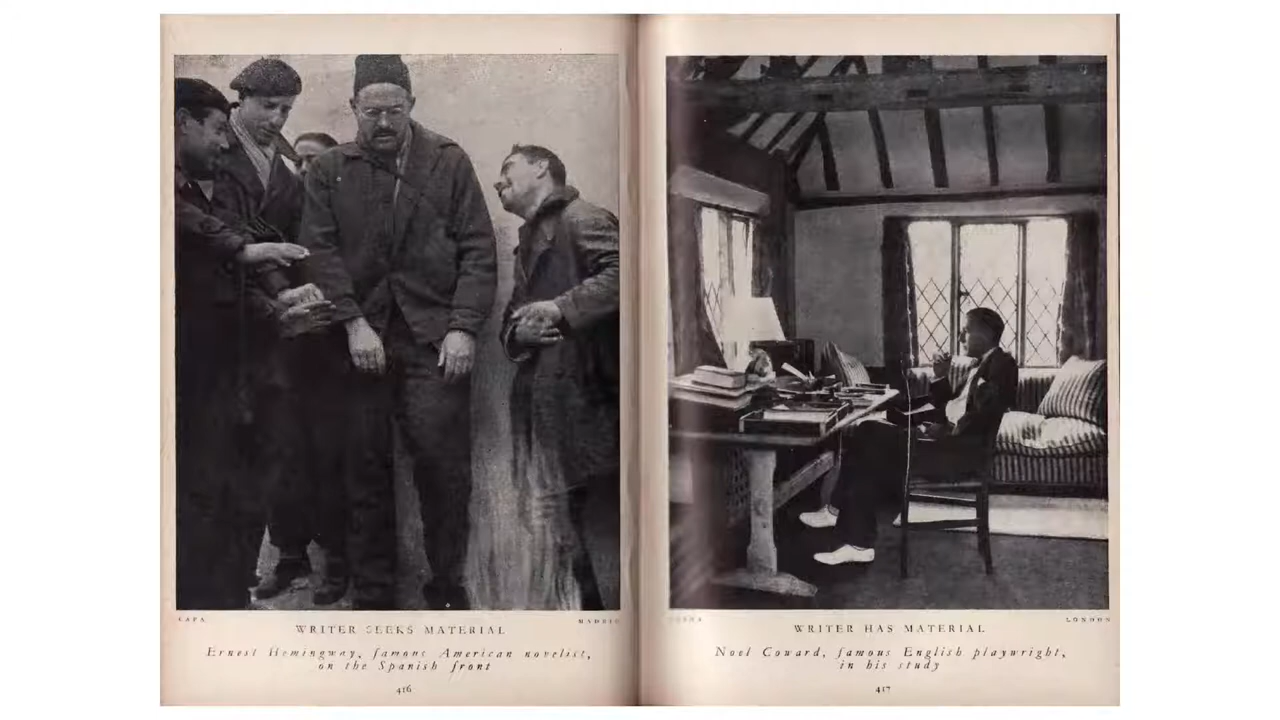 CAPA
MADRID
WRITER SEEKS MATERIAL
Ernest Hemingway, famous American novelist,
on the Spanish front
416
LONDON
WRITER HAS MATERIAL
Noel Coward, famous English playwright,
in his study
417